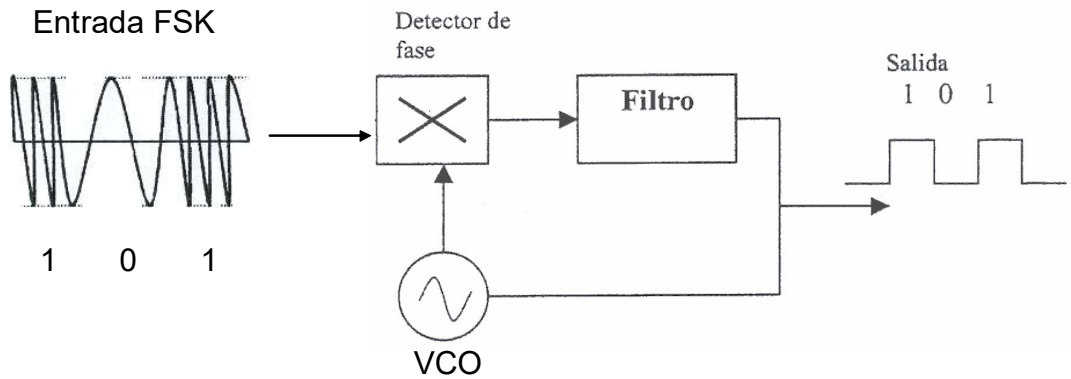 Entrada FSK
1 0 1
Detector de
fase
Filtro
VCO
Salida
1 0 1